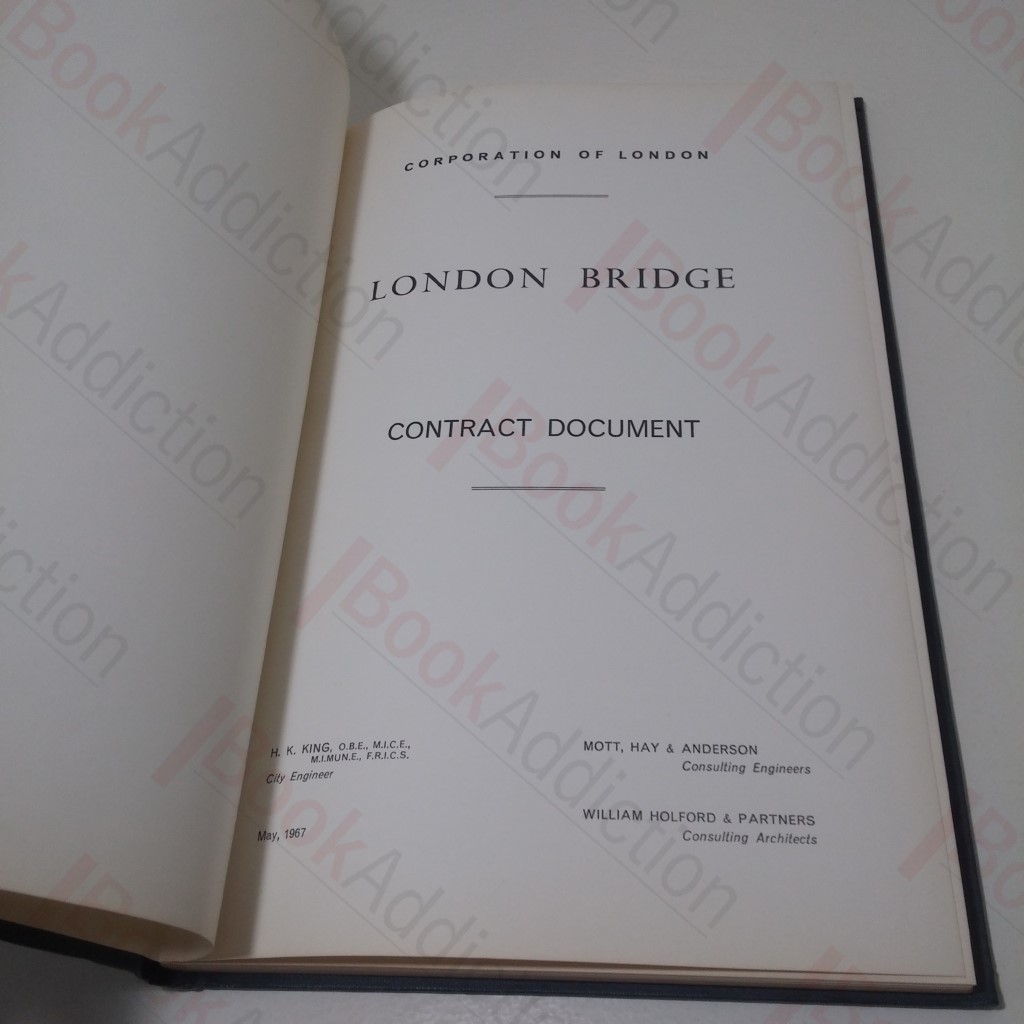 CORPORATION OF LONDON
LONDON BRIDGE
CONTRACT DOCUMENT
H. K. KING, O.B.E., M.I.C.E.,
M.I.MUN.E., F.R.I.C.S.
City Engineer
May, 1967
MOTT, HAY & ANDERSON
Consulting Engineers
WILLIAM HOLFORD & PARTNERS
Consulting Architects
BookAddiction